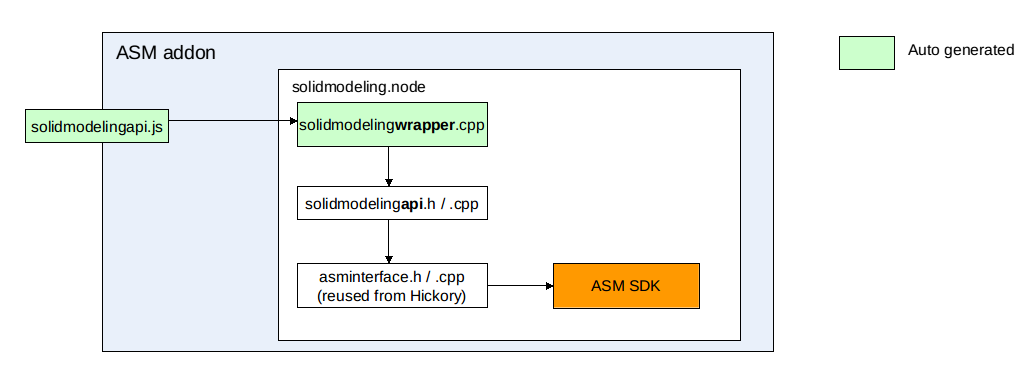 ASM addon
Auto generated
solidmodeling.node
solidmodelingapi.js
solidmodelingwrapper.cpp
solidmodelingapi.h / .cpp
asminterface.h / .cpp
(reused from Hickory)
ASM SDK